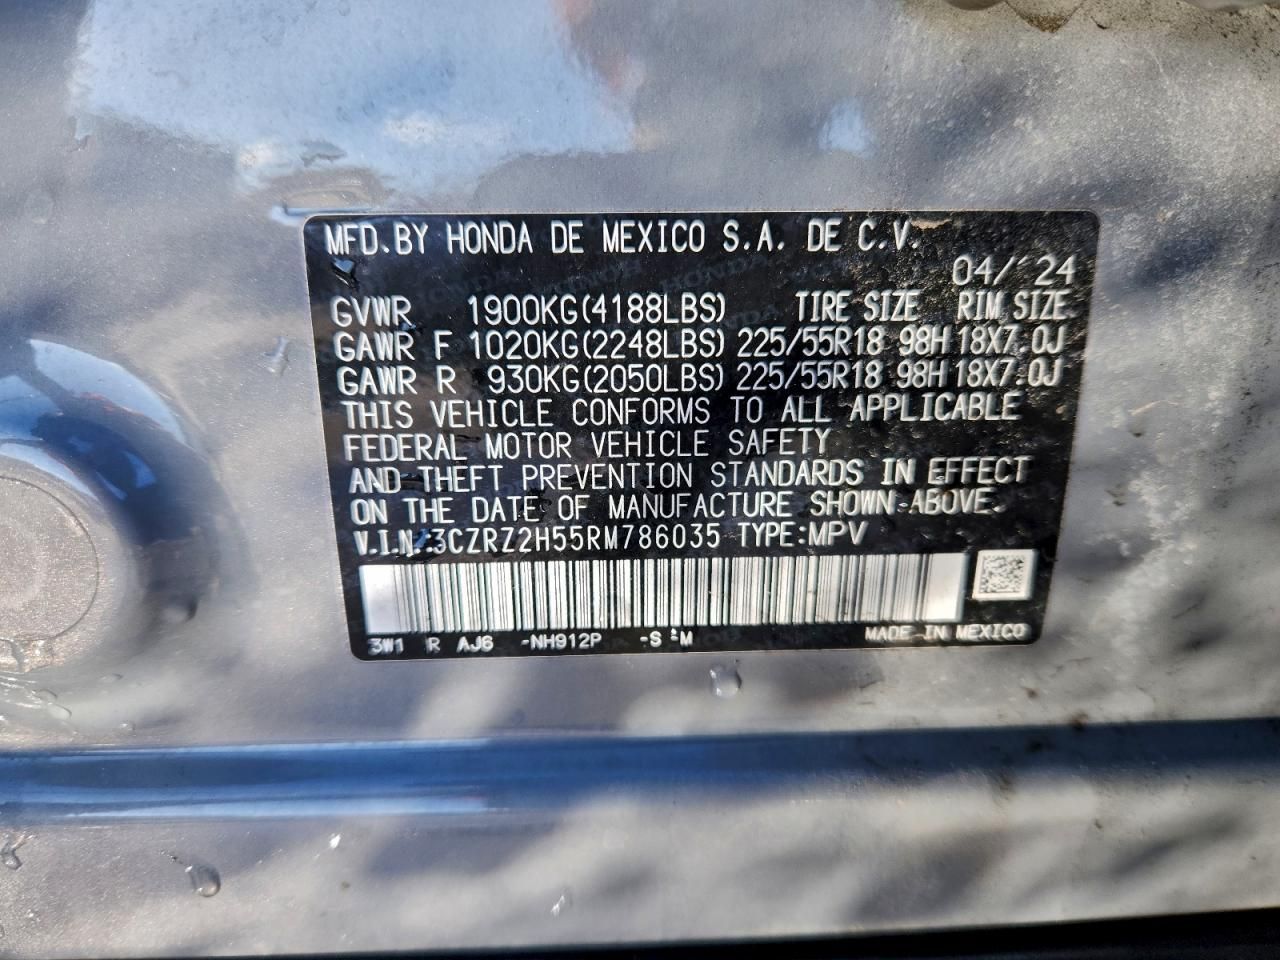 MFD.BY HONDA DE MEXICO S.A. DE C.V.
04/ 24
GVWR 1900KG(4188LBS) TIRE SIZE RIM SIZE
GAWR F 1020KG(2248LBS) 225/55R18 98H 18X7.0J
GAWR R 930KG(2050LBS) 225/55R18 98H 18X7.0J
THIS VEHICLE CONFORMS TO ALL APPLICABLE
FEDERAL MOTOR VEHICLE SAFETY
AND THEFT PREVENTION STANDARDS IN EFFECT
ON THE DATE OF MANUFACTURE SHOWN ABOVE.
V.I.N.:3CZRZ2H55RM786035 TYPE:MPV
3W1 R AJ6 -NH912P -S -M MADE IN MEXICO